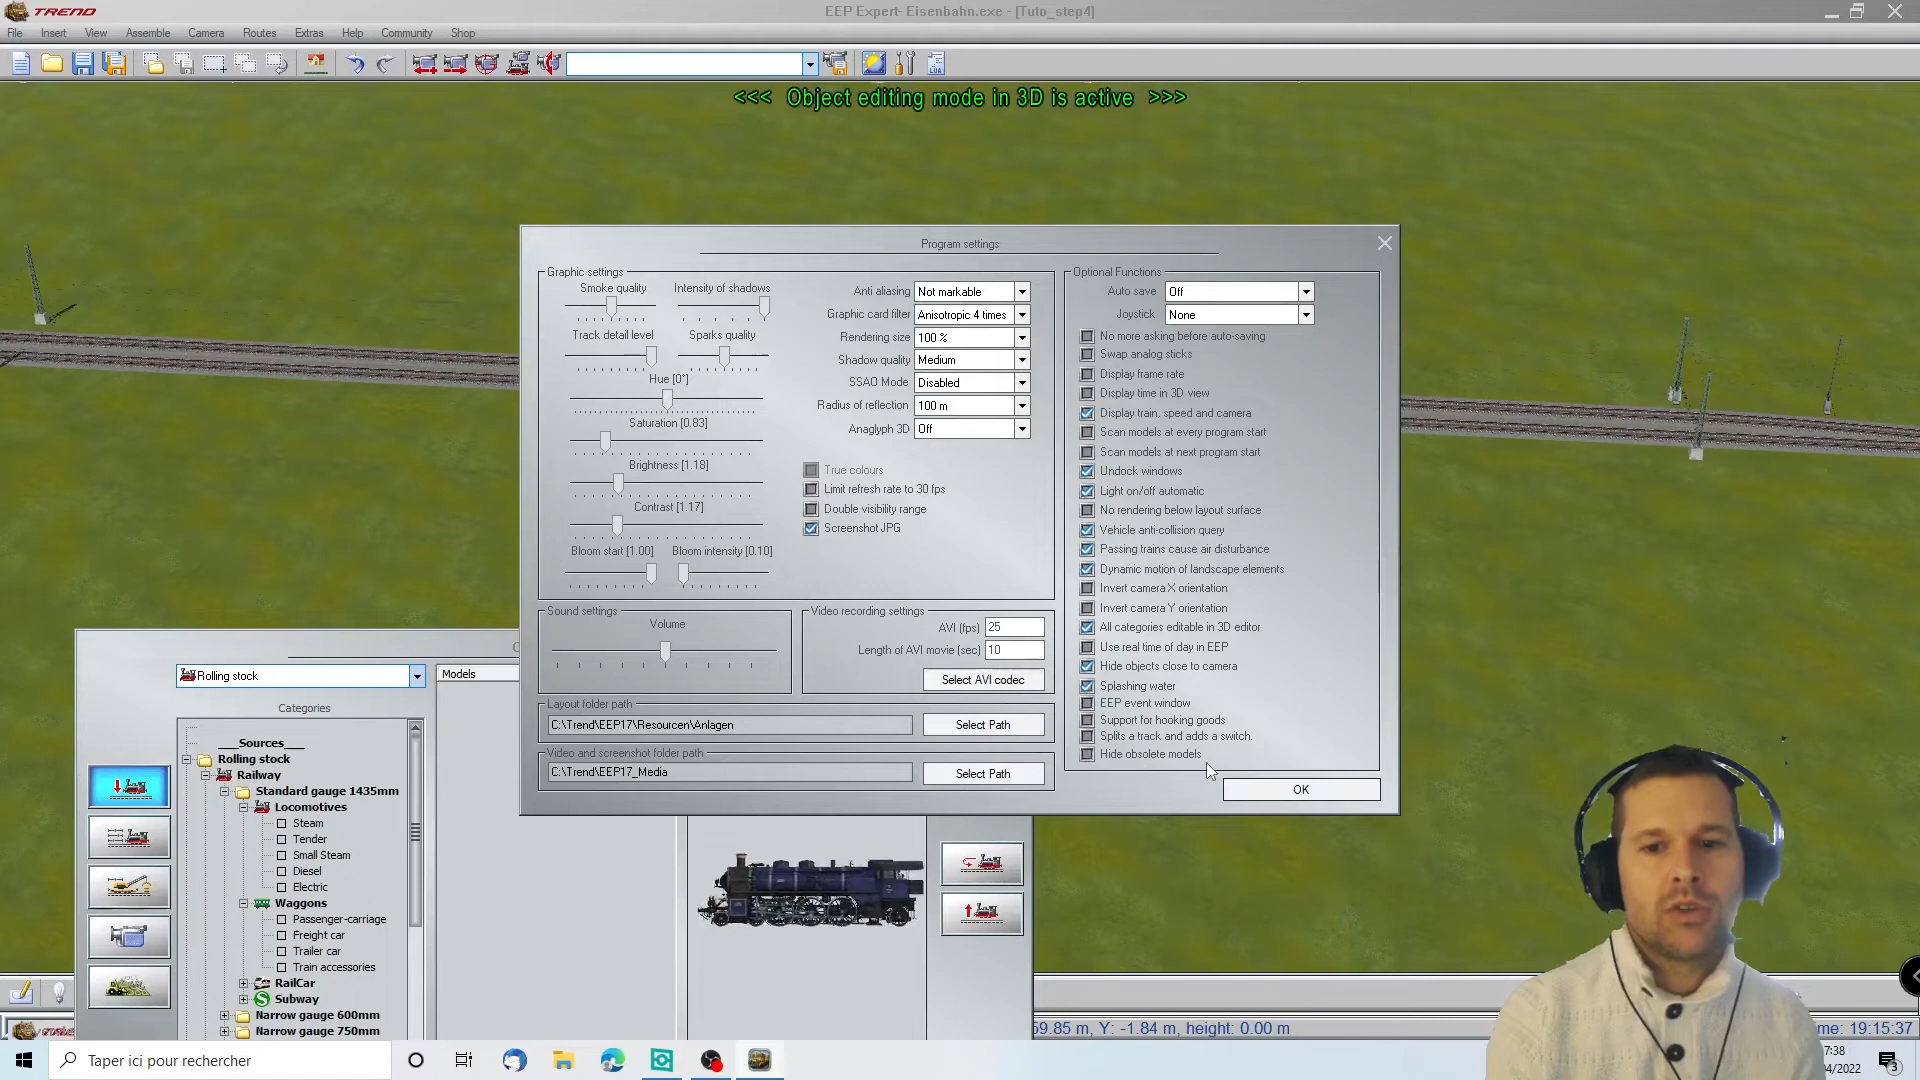 TREND
EEP Expert- Eisenbahn.exe - [Tuto_step4]
File Insert View Assemble Camera Routes Extras Help Community Shop
LUA
<<< Object editing mode in 3D is active >>>
Program settings
Graphic settings
Smoke quality
Intensity of shadows
Track detail level
Sparks quality
Hue [0°]
Saturation [0.83]
Brightness [1.18]
Contrast [1.17]
Bloom start [1.00]
Bloom intensity [0.10]
Anti aliasing Not markable
Graphic card filter Anisotropic 4 times
Rendering size 100 %
Shadow quality Medium
SSAO Mode Disabled
Radius of reflection 100 m
Anaglyph 3D Off
True colours
Limit refresh rate to 30 fps
Double visibility range
Screenshot JPG
Sound settings
Volume
Video recording settings
AVI (fps) 25
Length of AVI movie (sec) 10
Select AVI codec
Layout folder path
C:\Trend\EEP17\Resourcen\Anlagen
Select Path
Video and screenshot folder path
C:\Trend\EEP17_Media
Select Path
Optional Functions
Auto save Off
Joystick None
No more asking before auto-saving
Swap analog sticks
Display frame rate
Display time in 3D view
Display train, speed and camera
Scan models at every program start
Scan models at next program start
Undock windows
Light on/off automatic
No rendering below layout surface
Vehicle anti-collision query
Passing trains cause air disturbance
Dynamic motion of landscape elements
Invert camera X orientation
Invert camera Y orientation
All categories editable in 3D editor
Use real time of day in EEP
Hide objects close to camera
Splashing water
EEP event window
Support for hooking goods
Splits a track and adds a switch.
Hide obsolete models
OK
Rolling stock
Models
Categories
___Sources___
Rolling stock
Railway
Standard gauge 1435mm
Locomotives
Steam
Tender
Small Steam
Diesel
Electric
Waggons
Passenger-carriage
Freight car
Trailer car
Train accessories
RailCar
Subway
Narrow gauge 600mm
Narrow gauge 750mm
59.85 m, Y: -1.84 m, height: 0.00 m
me: 19:15:37
Taper ici pour rechercher
7:38
04/2022
3